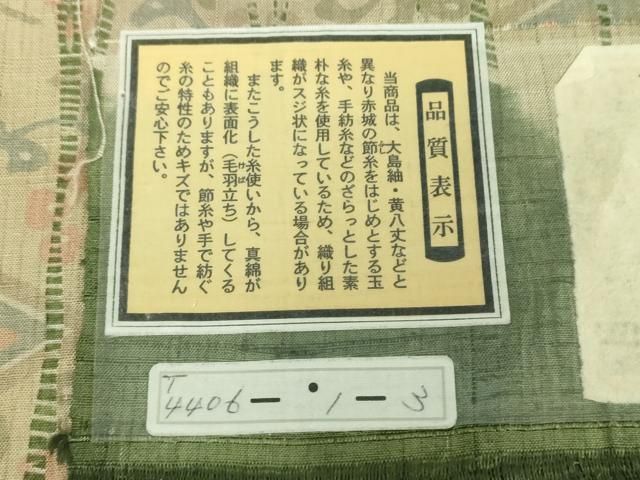 品質表示
当商品は、大島紬・黄八丈などと
異なり赤城の節糸をはじめとする玉
糸や、手紡糸などのざらっとした素
朴な糸を使用しているため、織り組
織がスジ状になっている場合があり
ます。
またこうした糸使いから、真綿が
組織に表面化（毛羽立ち）してくる
こともありますが、節糸や手で紡ぐ
糸の特性のためキズではありません
のでご安心下さい。
T
4406 — • 1 — 3